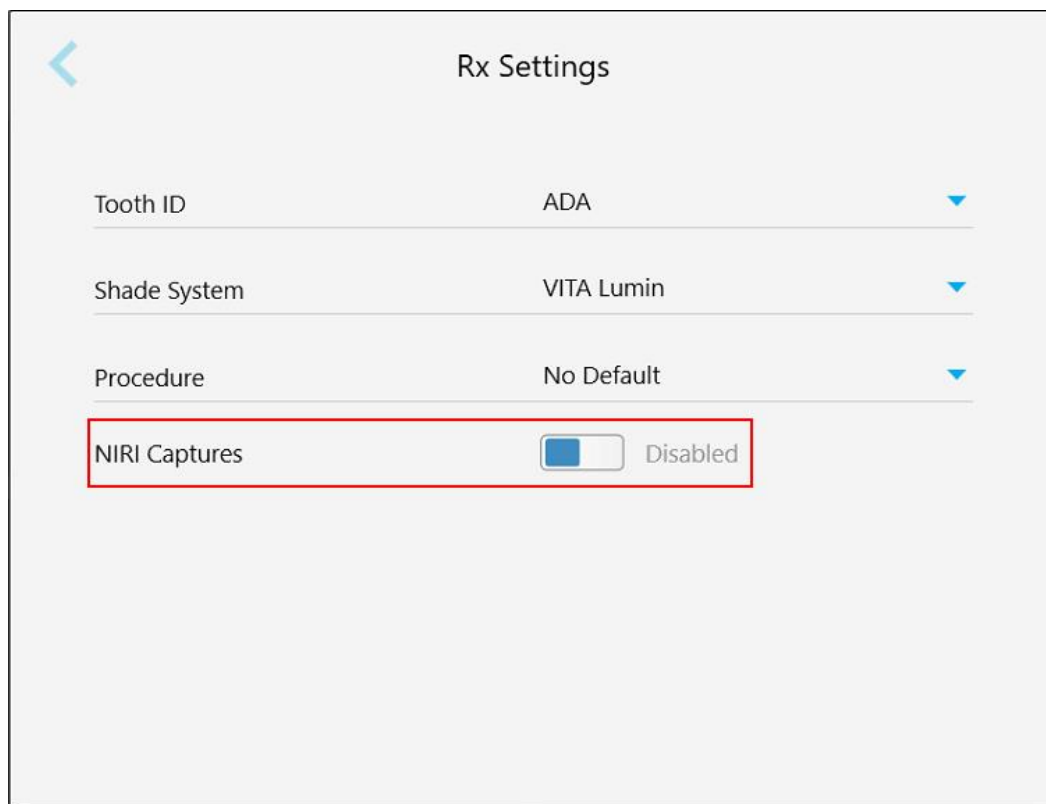 Rx Settings
Tooth ID ADA
Shade System VITA Lumin
Procedure No Default
NIRI Captures Disabled